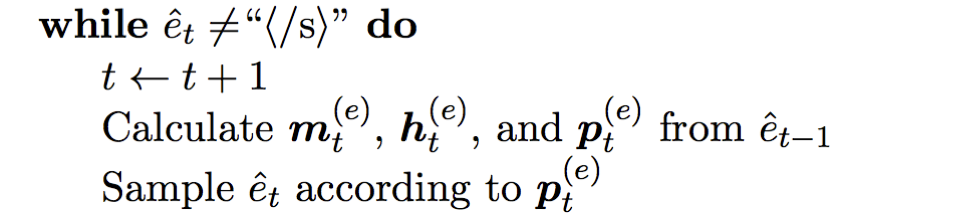 while ê_t ≠ “⟨/s⟩” do
t ← t + 1
Calculate m_t^(e), h_t^(e), and p_t^(e) from ê_{t−1}
Sample ê_t according to p_t^(e)